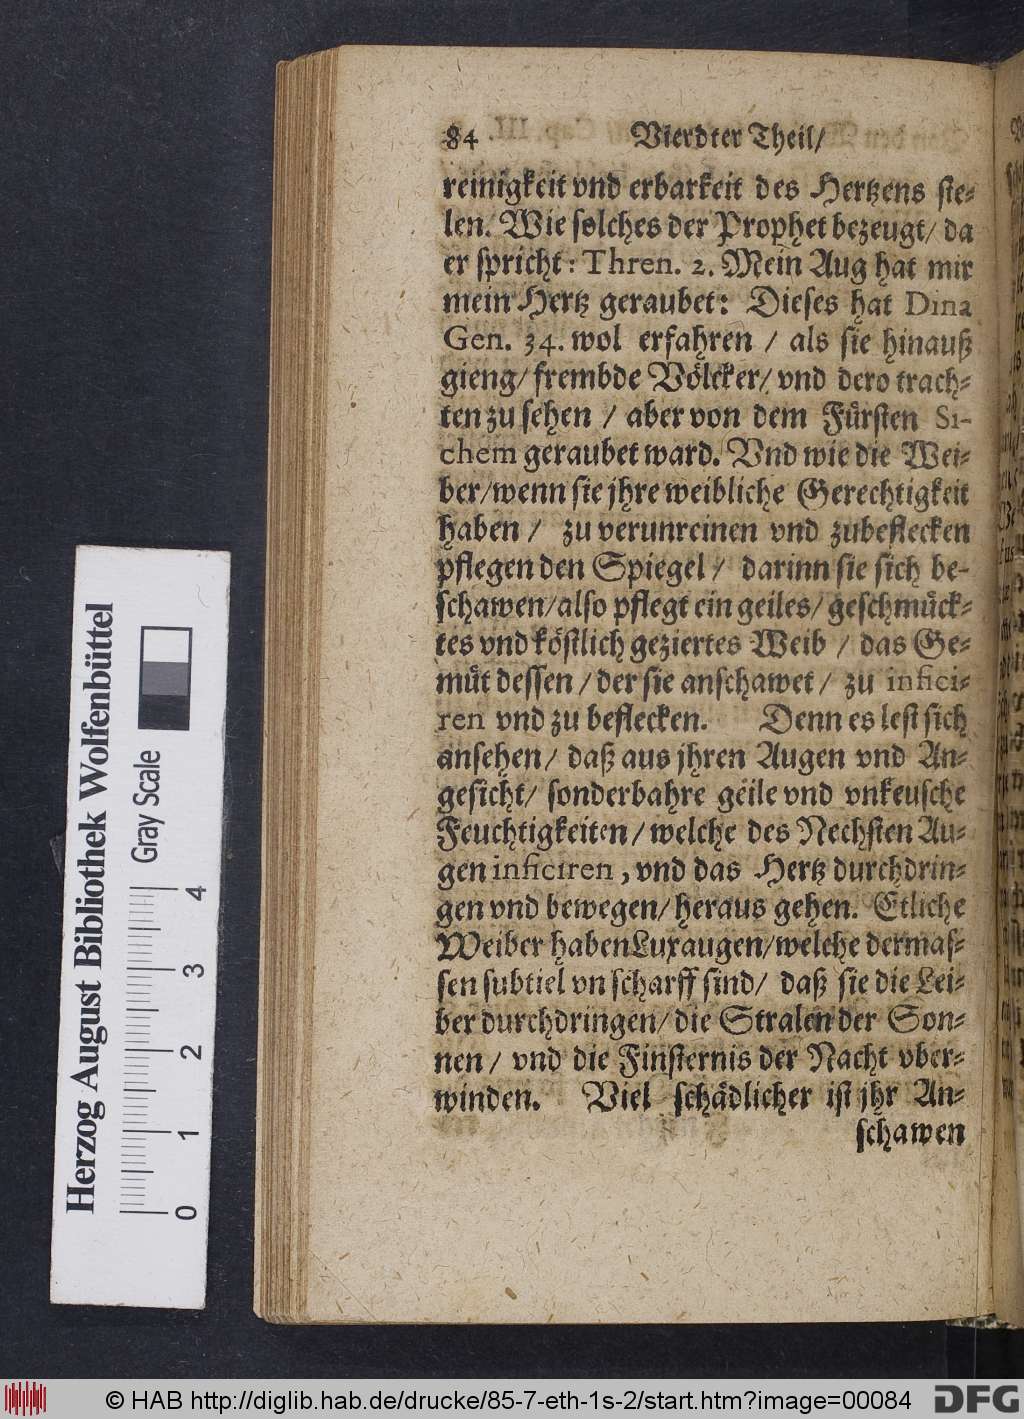 84 Vierdter Theil/
reinigkeit vnd erbarkeit des Hertzens ste⸗
len. Wie solches der Prophet bezeugt/ da
er spricht: Thren. 2. Mein Aug hat mir
mein Hertz geraubet: Dieses hat Dina
Gen. 34. wol erfahren / als sie hinauß
gieng/ frembde Völcker/ vnd dero trach⸗
ten zu sehen / aber von dem Fürsten Si-
chem geraubet ward. Vnd wie die Wei⸗
ber/wenn sie jhre weibliche Gerechtigkeit
haben / zu verunreinen vnd zubeflecken
pflegen den Spiegel / darinn sie sich be-
schawen/also pflegt ein geiles/ geschmück⸗
tes vnd köstlich geziertes Weib / das Ge⸗
müt dessen / der sie anschawet / zu infici⸗
ren vnd zu beflecken. Denn es lest sich
ansehen/ daß aus jhren Augen vnd An⸗
gesicht/ sonderbahre geile vnd vnkeusche
Feuchtigkeiten / welche des Nechsten Au⸗
gen inficiren, vnd das Hertz durchdrin⸗
gen vnd bewegen/ heraus gehen. Etliche
Weiber haben Luxaugen/welche dermas⸗
sen subtiel vn scharff sind/ daß sie die Lei⸗
ber durchdringen/ die Stralen der Son⸗
nen / vnd die Finsternis der Nacht vber⸗
winden. Viel schädlicher ist jhr An⸗
schawen
Herzog August Bibliothek Wolfenbüttel
Gray Scale
0 1 2 3 4
© HAB http://diglib.hab.de/drucke/85-7-eth-1s-2/start.htm?image=00084
DFG